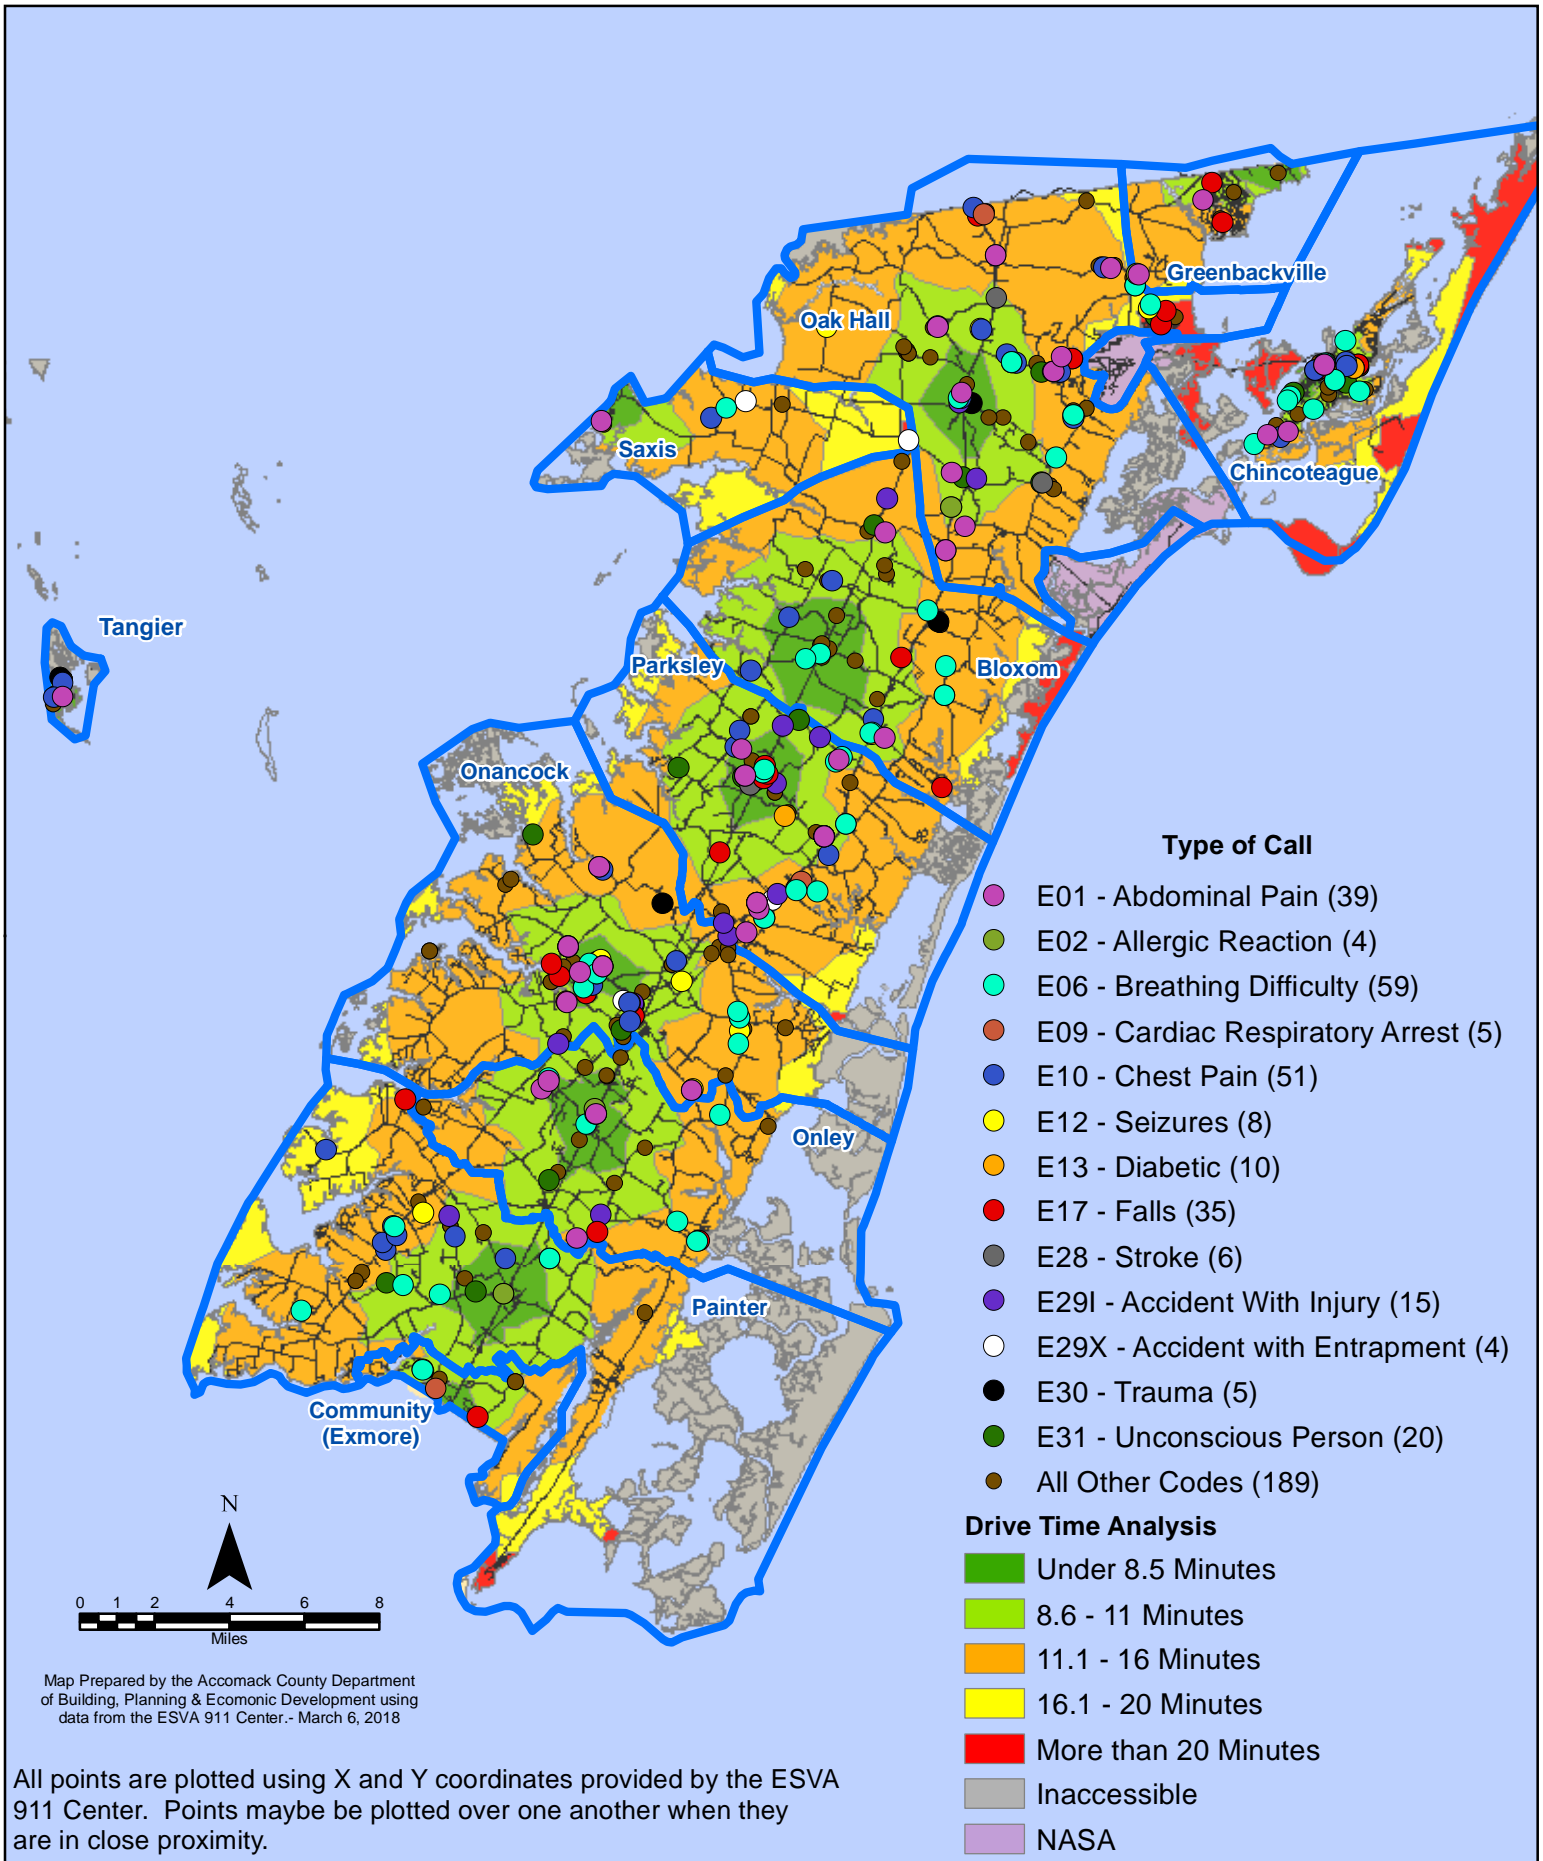 Greenbackville
Oak Hall
Saxis
Chincoteague
Tangier
Parksley
Bloxom
Onancock
Onley
Painter
Community
(Exmore)
Type of Call
E01 - Abdominal Pain (39)
E02 - Allergic Reaction (4)
E06 - Breathing Difficulty (59)
E09 - Cardiac Respiratory Arrest (5)
E10 - Chest Pain (51)
E12 - Seizures (8)
E13 - Diabetic (10)
E17 - Falls (35)
E28 - Stroke (6)
E29I - Accident With Injury (15)
E29X - Accident with Entrapment (4)
E30 - Trauma (5)
E31 - Unconscious Person (20)
All Other Codes (189)
Drive Time Analysis
Under 8.5 Minutes
8.6 - 11 Minutes
11.1 - 16 Minutes
16.1 - 20 Minutes
More than 20 Minutes
Inaccessible
NASA
N
0 1 2 4 6 8
Miles
Map Prepared by the Accomack County Department
of Building, Planning & Ecomonic Development using
data from the ESVA 911 Center.- March 6, 2018
All points are plotted using X and Y coordinates provided by the ESVA
911 Center. Points maybe be plotted over one another when they
are in close proximity.